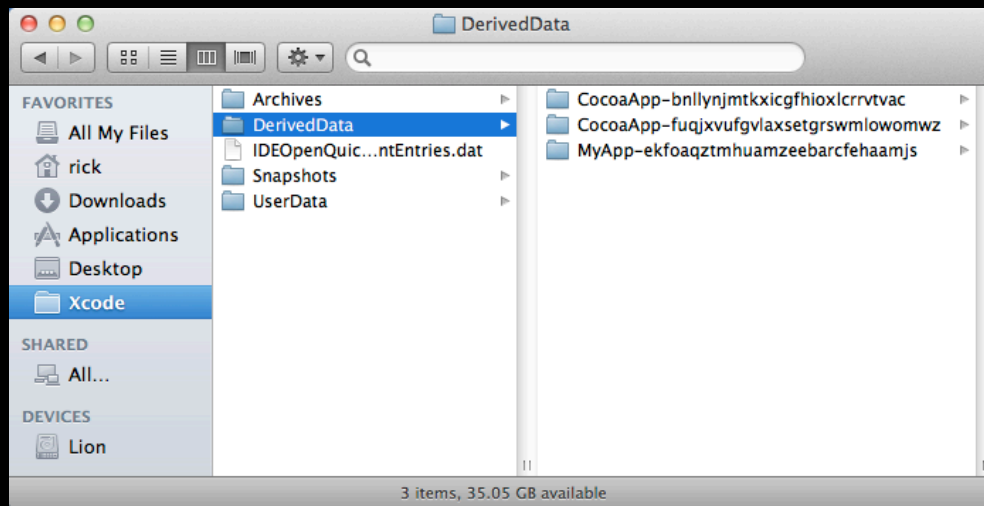 DerivedData
FAVORITES
All My Files
rick
Downloads
Applications
Desktop
Xcode
SHARED
All...
DEVICES
Lion
Archives
DerivedData
IDEOpenQuic...ntEntries.dat
Snapshots
UserData
CocoaApp-bnllynjmtkxicgfhioxlcrrvtvac
CocoaApp-fuqjxvufgvlaxsetgrswmlowomwz
MyApp-ekfoaqztmhuamzeebarcfehaamjs
3 items, 35.05 GB available